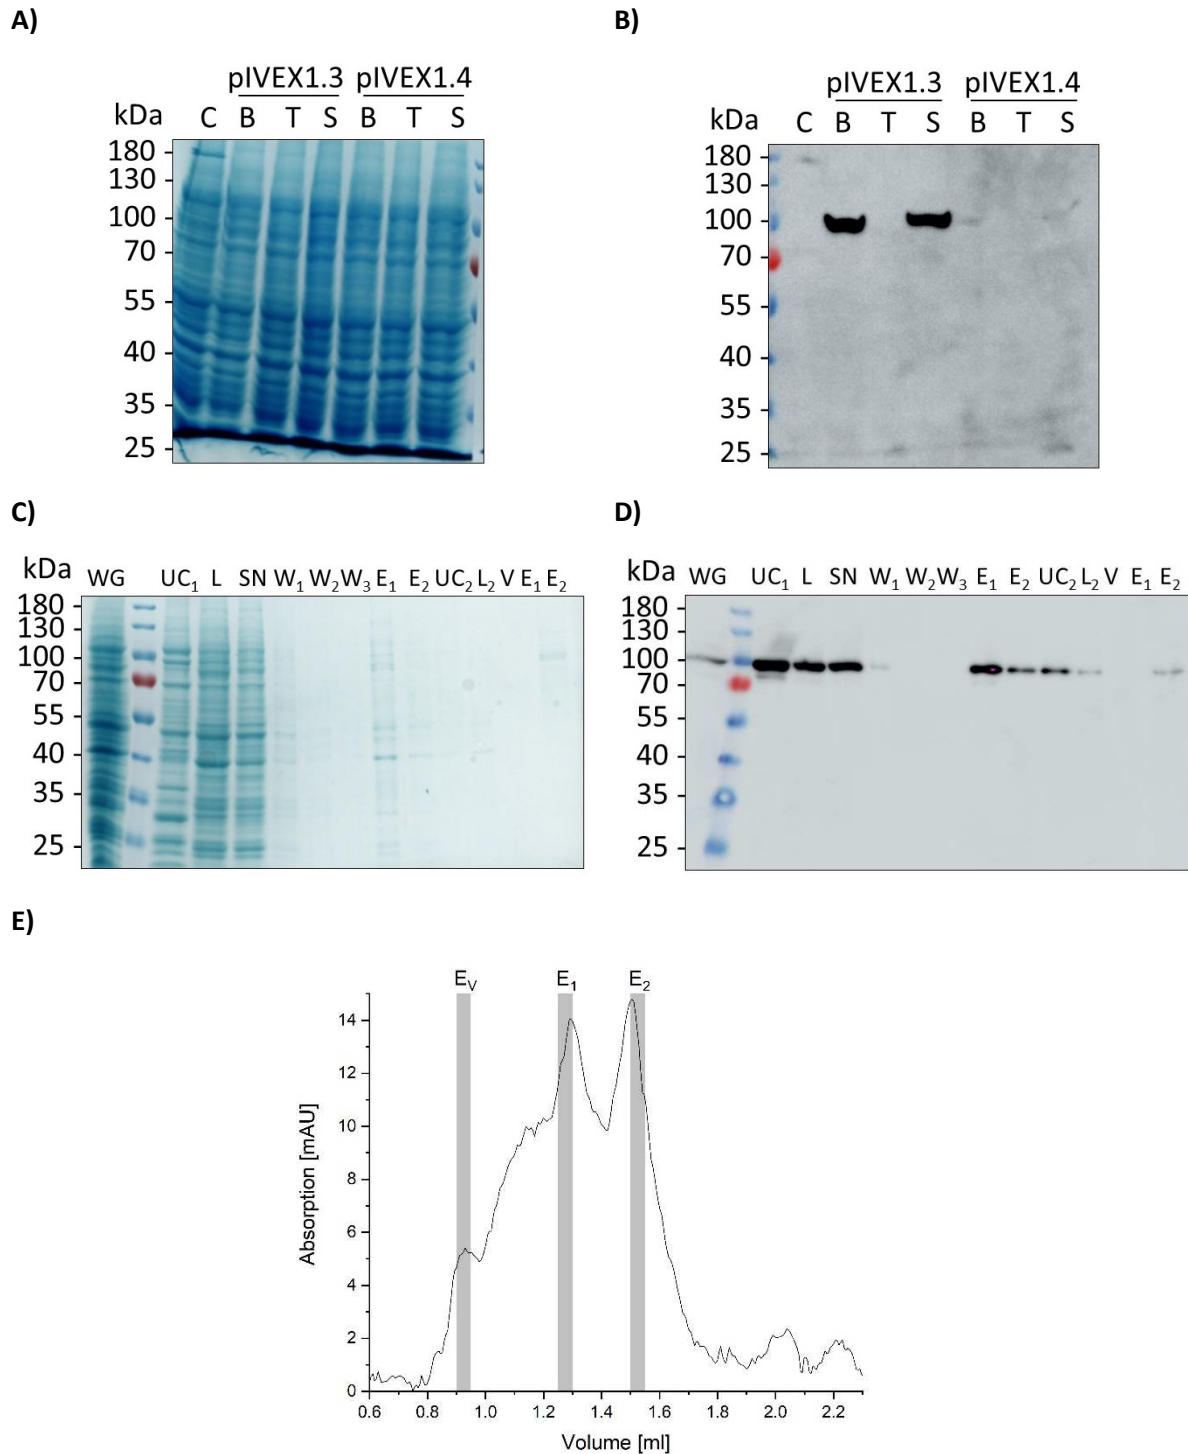 A)
pIVEX1.3 pIVEX1.4
kDa C B T S B T S
180
130
100
70
55
40
35
25
B)
pIVEX1.3 pIVEX1.4
kDa C B T S B T S
180
130
100
70
55
40
35
25
C)
kDa WG UC1 L SN W1 W2 W3 E1 E2 UC2 L2 V E1 E2
180
130
100
70
55
40
35
25
D)
kDa WG UC1 L SN W1 W2 W3 E1 E2 UC2 L2 V E1 E2
180
130
100
70
55
40
35
25
E)
EV E1 E2
14
12
10
8
6
4
2
0
Absorption [mAU]
0.6 0.8 1.0 1.2 1.4 1.6 1.8 2.0 2.2
Volume [ml]